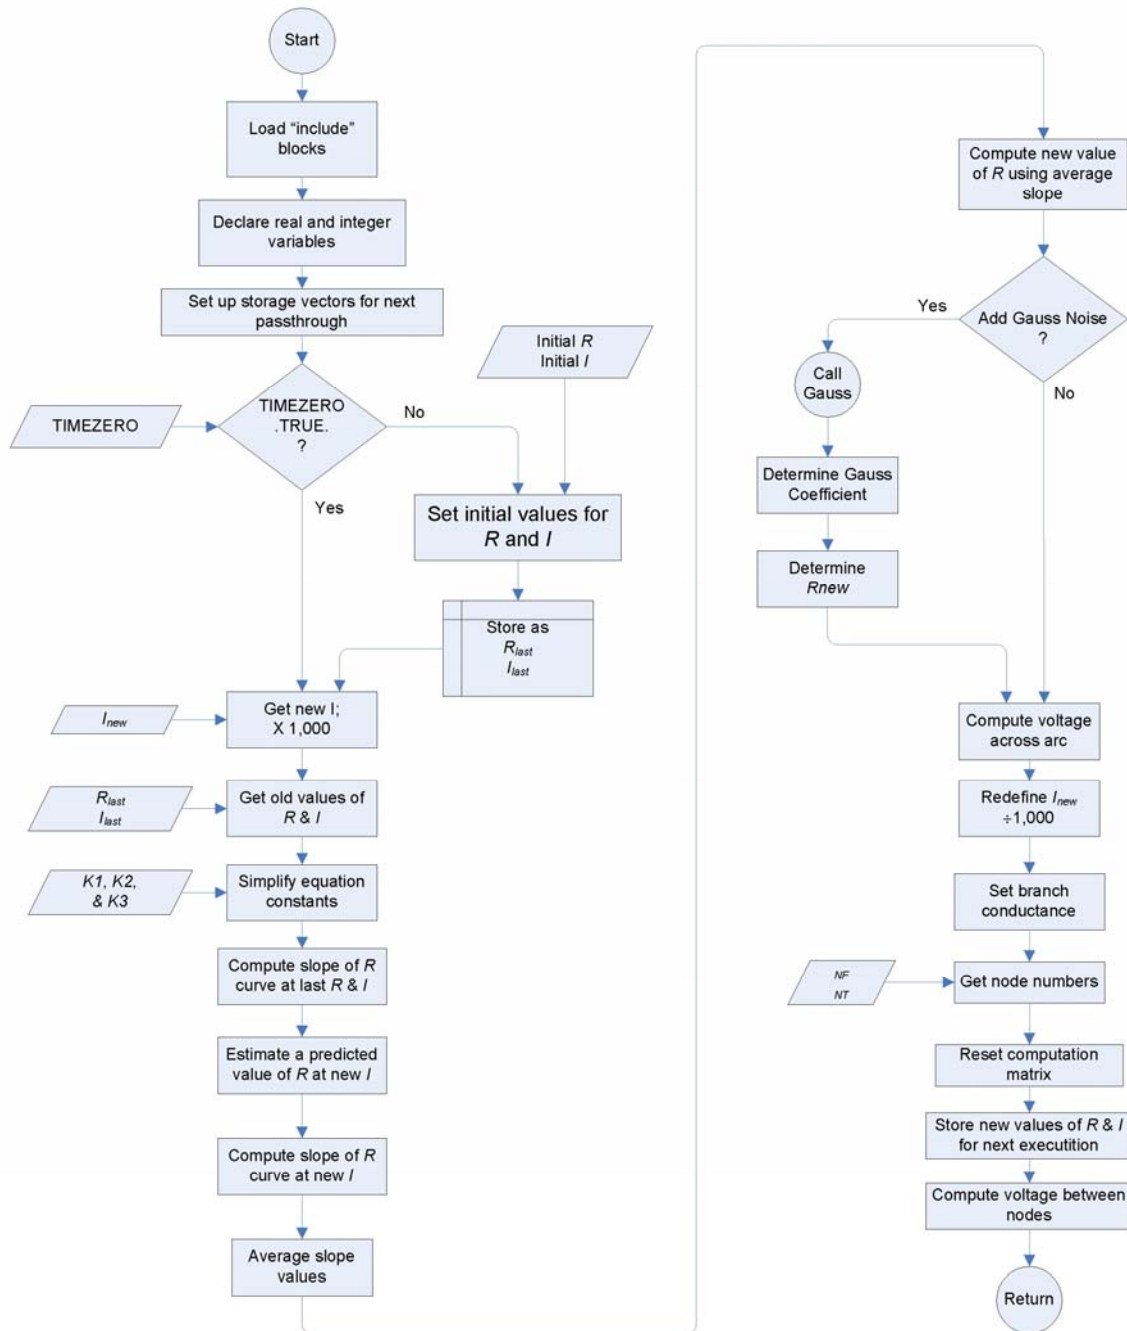 Start
Load “include”
blocks
Declare real and integer
variables
Set up storage vectors for next
passthrough
Initial R
Initial I
TIMEZERO
TIMEZERO
.TRUE.
?
No
Yes
Set initial values for
R and I
Store as
Rlast
Ilast
Inew
Get new I;
X 1,000
Rlast
Ilast
Get old values of
R & I
K1, K2,
& K3
Simplify equation
constants
Compute slope of R
curve at last R & I
Estimate a predicted
value of R at new I
Compute slope of R
curve at new I
Average slope
values
Compute new value
of R using average
slope
Add Gauss Noise
?
Yes
No
Call
Gauss
Determine Gauss
Coefficient
Determine
Rnew
Compute voltage
across arc
Redefine Inew
÷1,000
Set branch
conductance
NF
NT
Get node numbers
Reset computation
matrix
Store new values of R & I
for next executition
Compute voltage between
nodes
Return